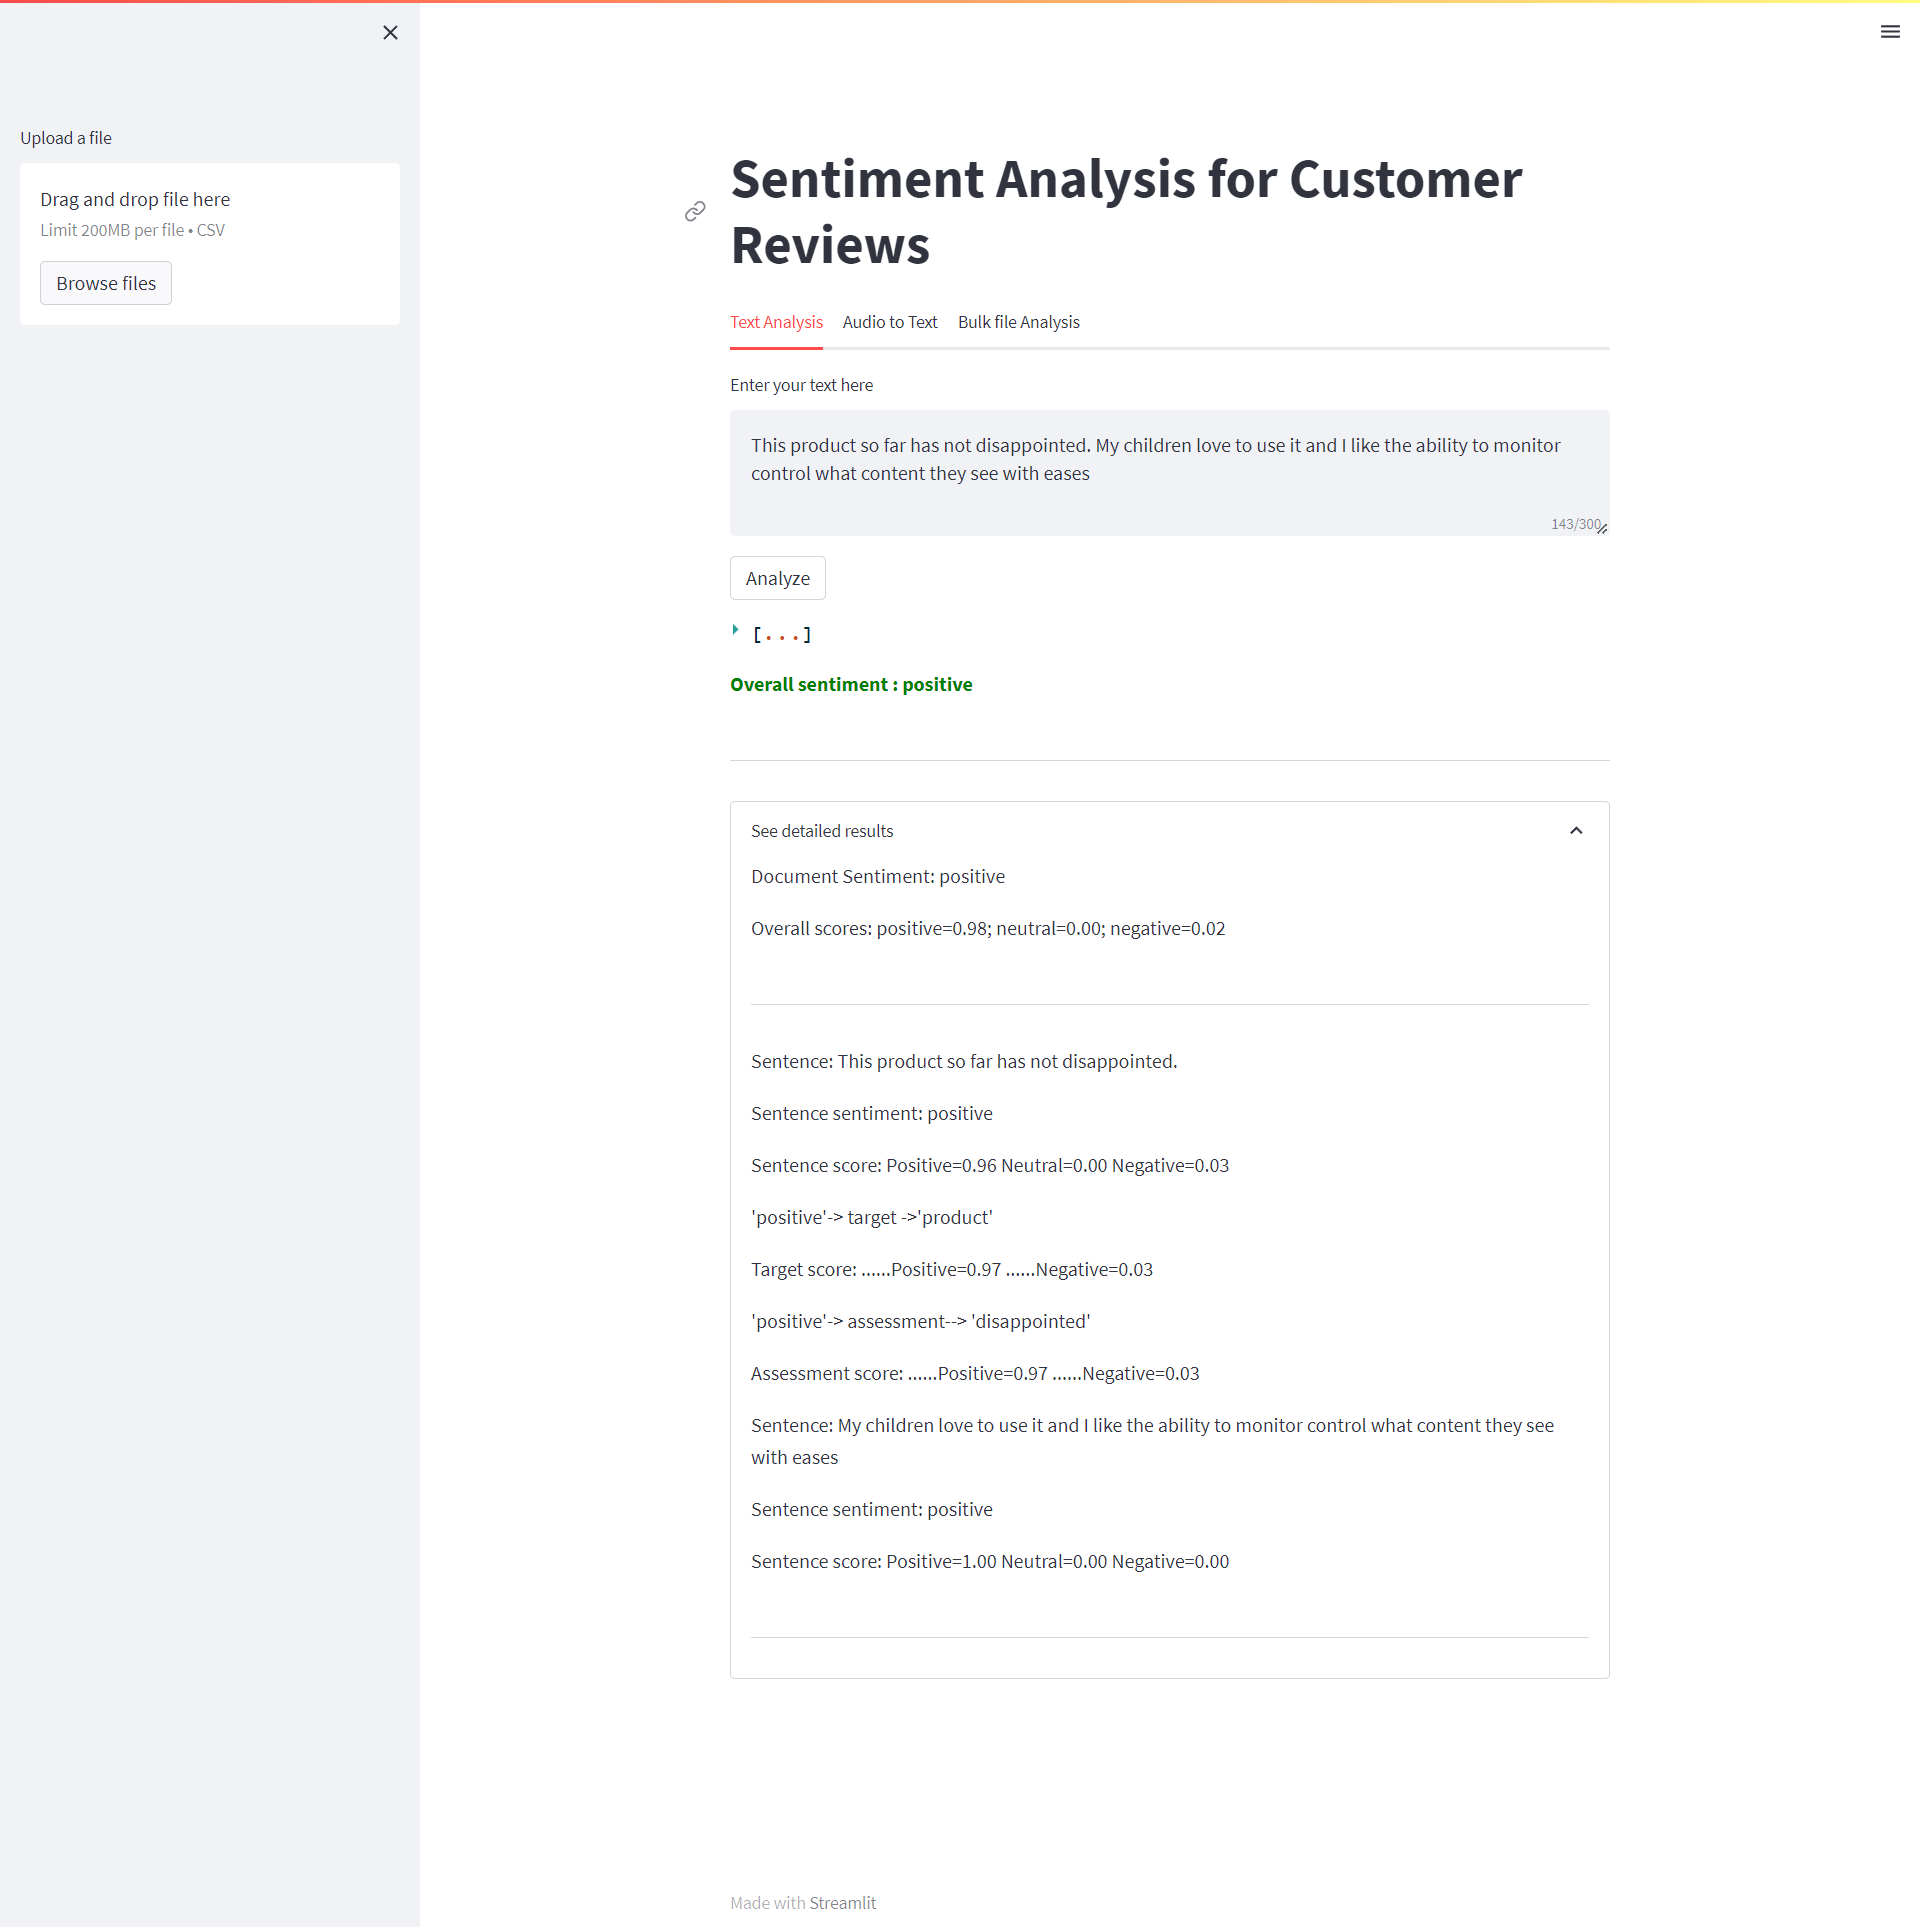 Upload a file
Drag and drop file here
Limit 200MB per file • CSV
Browse files
Sentiment Analysis for Customer
Reviews
Text Analysis Audio to Text Bulk file Analysis
Enter your text here
This product so far has not disappointed. My children love to use it and I like the ability to monitor
control what content they see with eases
143/300
Analyze
[...]
Overall sentiment : positive
See detailed results
Document Sentiment: positive
Overall scores: positive=0.98; neutral=0.00; negative=0.02
Sentence: This product so far has not disappointed.
Sentence sentiment: positive
Sentence score: Positive=0.96 Neutral=0.00 Negative=0.03
'positive'-> target ->'product'
Target score: ......Positive=0.97 ......Negative=0.03
'positive'-> assessment--> 'disappointed'
Assessment score: ......Positive=0.97 ......Negative=0.03
Sentence: My children love to use it and I like the ability to monitor control what content they see
with eases
Sentence sentiment: positive
Sentence score: Positive=1.00 Neutral=0.00 Negative=0.00
Made with Streamlit